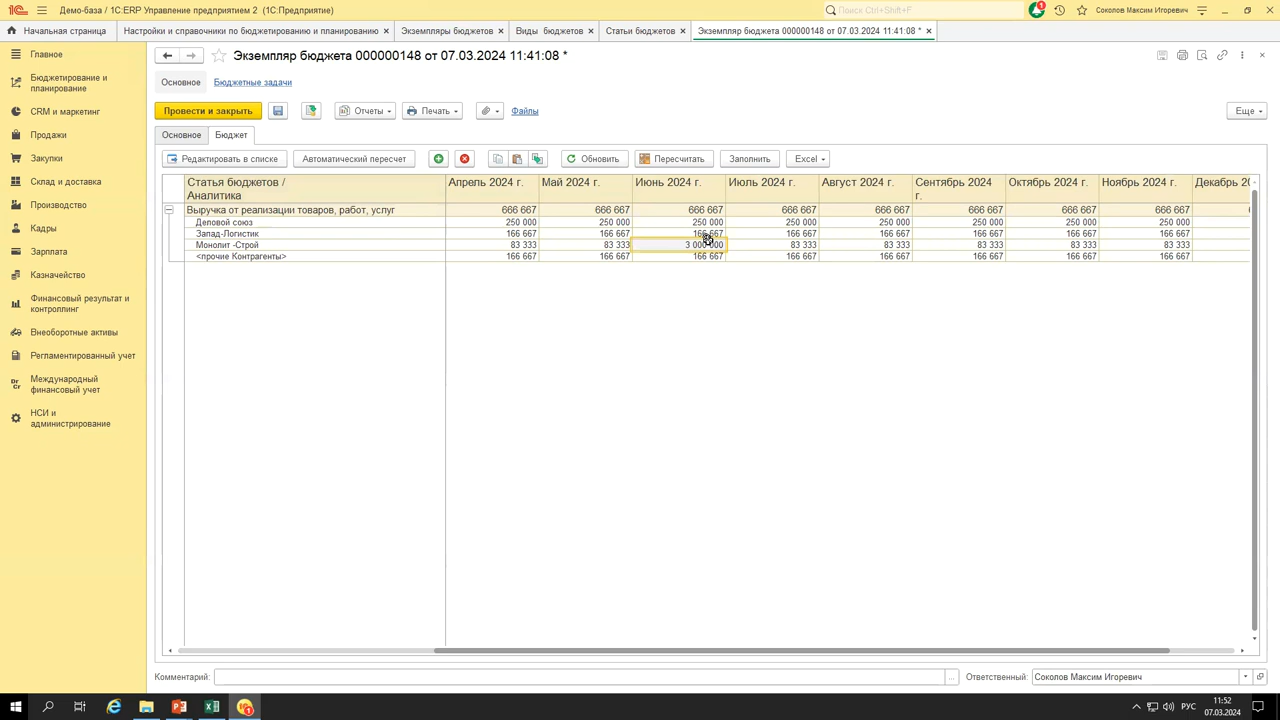 Демо-база / 1С:ERP Управление предприятием 2 (1С:Предприятие)
Поиск Ctrl+Shift+F
1
Соколов Максим Игоревич
Начальная страница
Настройки и справочники по бюджетированию и планированию
Экземпляры бюджетов
Виды бюджетов
Статьи бюджетов
Экземпляр бюджета 000000148 от 07.03.2024 11:41:08 *
Главное
Бюджетирование и
планирование
CRM и маркетинг
Продажи
Закупки
Склад и доставка
Производство
Кадры
Зарплата
Казначейство
Финансовый результат и
контроллинг
Внеоборотные активы
Регламентированный учет
Международный
финансовый учет
НСИ и
администрирование
Экземпляр бюджета 000000148 от 07.03.2024 11:41:08 *
Основное Бюджетные задачи
Провести и закрыть Отчеты Печать Файлы Еще
Основное Бюджет
Редактировать в списке Автоматический пересчет Обновить Пересчитать Заполнить Excel
Статья бюджетов / Апрель 2024 г. Май 2024 г. Июнь 2024 г. Июль 2024 г. Август 2024 г. Сентябрь 2024 Октябрь 2024 г. Ноябрь 2024 г. Декабрь 20
Аналитика г.
Выручка от реализации товаров, работ, услуг 666 667 666 667 666 667 666 667 666 667 666 667 666 667 666 667
Деловой союз 250 000 250 000 250 000 250 000 250 000 250 000 250 000 250 000
Запад-Логистик 166 667 166 667 166 667 166 667 166 667 166 667 166 667 166 667
Монолит -Строй 83 333 83 333 3 000 000 83 333 83 333 83 333 83 333 83 333
<прочие Контрагенты> 166 667 166 667 166 667 166 667 166 667 166 667 166 667 166 667
Комментарий: ... Ответственный: Соколов Максим Игоревич
РУС
11:52
07.03.2024